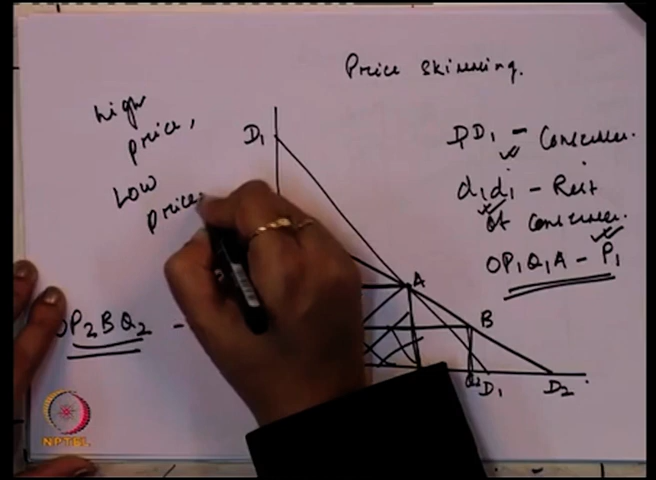 Price skimming.
high
price,
Low
price.
D1
DD1 - Consumer.
d1d1 - Rest
of consumer.
OP1Q1A - P1
A
B
OP2BQ2 -
Q2 D1
D2
NPTEL